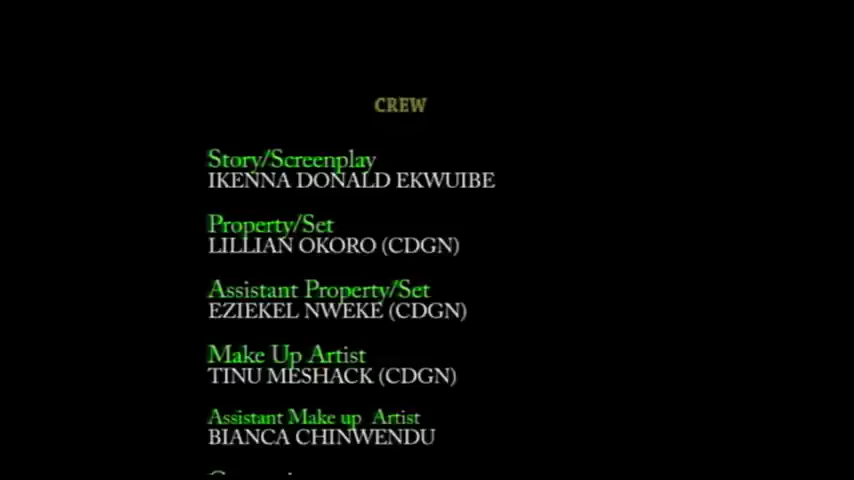 CREW
Story/Screenplay
IKENNA DONALD EKWUIBE
Property/Set
LILLIAN OKORO (CDGN)
Assistant Property/Set
EZIEKEL NWEKE (CDGN)
Make Up Artist
TINU MESHACK (CDGN)
Assistant Make up Artist
BIANCA CHINWENDU